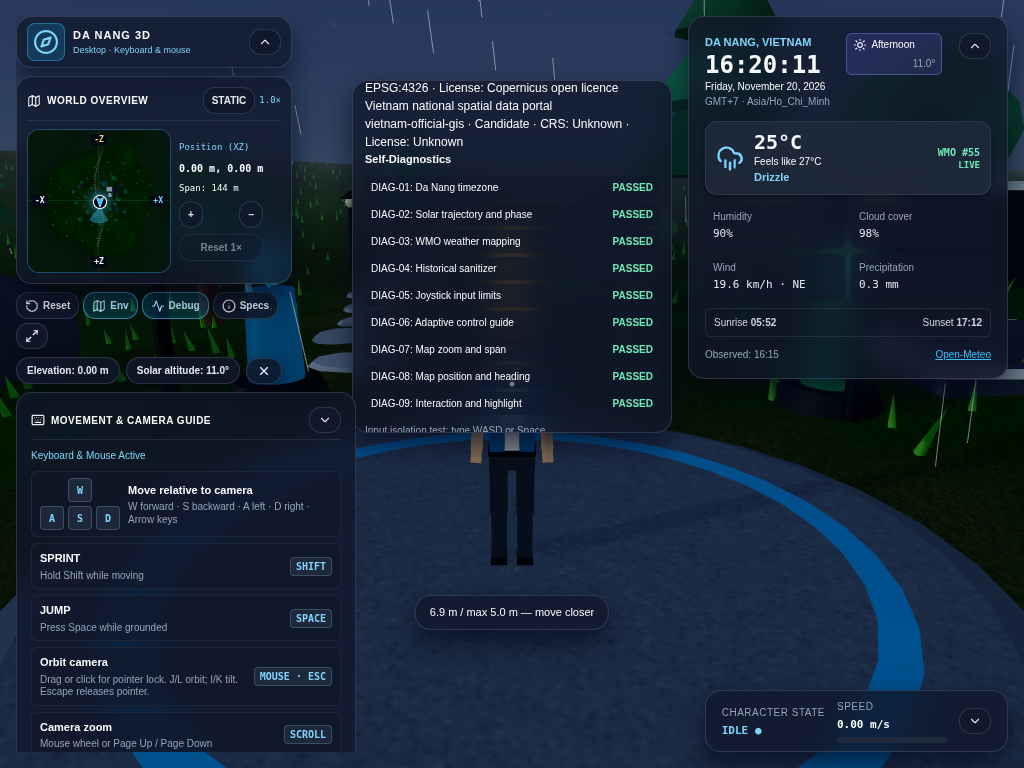 DA NANG 3D
Desktop · Keyboard & mouse
WORLD OVERVIEW
STATIC
1.0×
-Z
-X
+X
+Z
Position (XZ)
0.00 m, 0.00 m
Span: 144 m
+
−
Reset 1×
Reset
Env
Debug
Specs
Elevation: 0.00 m
Solar altitude: 11.0°
MOVEMENT & CAMERA GUIDE
Keyboard & Mouse Active
W
A
S
D
Move relative to camera
W forward · S backward · A left · D right ·
Arrow keys
SPRINT
Hold Shift while moving
SHIFT
JUMP
Press Space while grounded
SPACE
Orbit camera
Drag or click for pointer lock. J/L orbit; I/K tilt.
Escape releases pointer.
MOUSE · ESC
Camera zoom
Mouse wheel or Page Up / Page Down
SCROLL
EPSG:4326 · License: Copernicus open licence
Vietnam national spatial data portal
vietnam-official-gis · Candidate · CRS: Unknown ·
License: Unknown
Self-Diagnostics
DIAG-01: Da Nang timezone PASSED
DIAG-02: Solar trajectory and phase PASSED
DIAG-03: WMO weather mapping PASSED
DIAG-04: Historical sanitizer PASSED
DIAG-05: Joystick input limits PASSED
DIAG-06: Adaptive control guide PASSED
DIAG-07: Map zoom and span PASSED
DIAG-08: Map position and heading PASSED
DIAG-09: Interaction and highlight PASSED
Input isolation test: type WASD or Space
6.9 m / max 5.0 m — move closer
DA NANG, VIETNAM
16:20:11
Friday, November 20, 2026
GMT+7 · Asia/Ho_Chi_Minh
Afternoon
11.0°
25°C
Feels like 27°C
Drizzle
WMO #55
LIVE
Humidity
90%
Cloud cover
98%
Wind
19.6 km/h · NE
Precipitation
0.3 mm
Sunrise 05:52
Sunset 17:12
Observed: 16:15
Open-Meteo
CHARACTER STATE
IDLE ●
SPEED
0.00 m/s